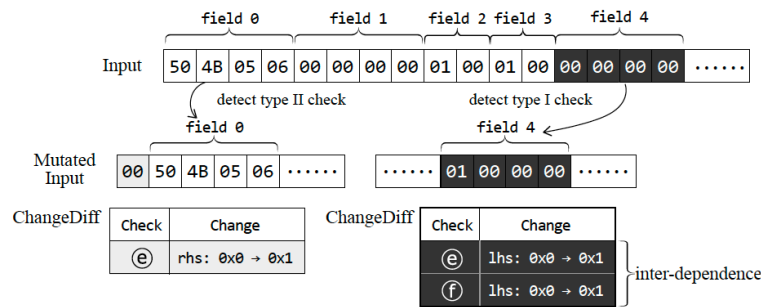 field 0 field 1 field 2 field 3 field 4
Input 50 4B 05 06 00 00 00 00 01 00 01 00 00 00 00 00 ······
detect type II check detect type I check
field 0 field 4
Mutated Input 00 50 4B 05 06 ······ ······ 01 00 00 00 ······
ChangeDiff Check Change ChangeDiff Check Change
ⓔ rhs: 0x0 → 0x1 ⓔ lhs: 0x0 → 0x1
ⓕ lhs: 0x0 → 0x1
inter-dependence